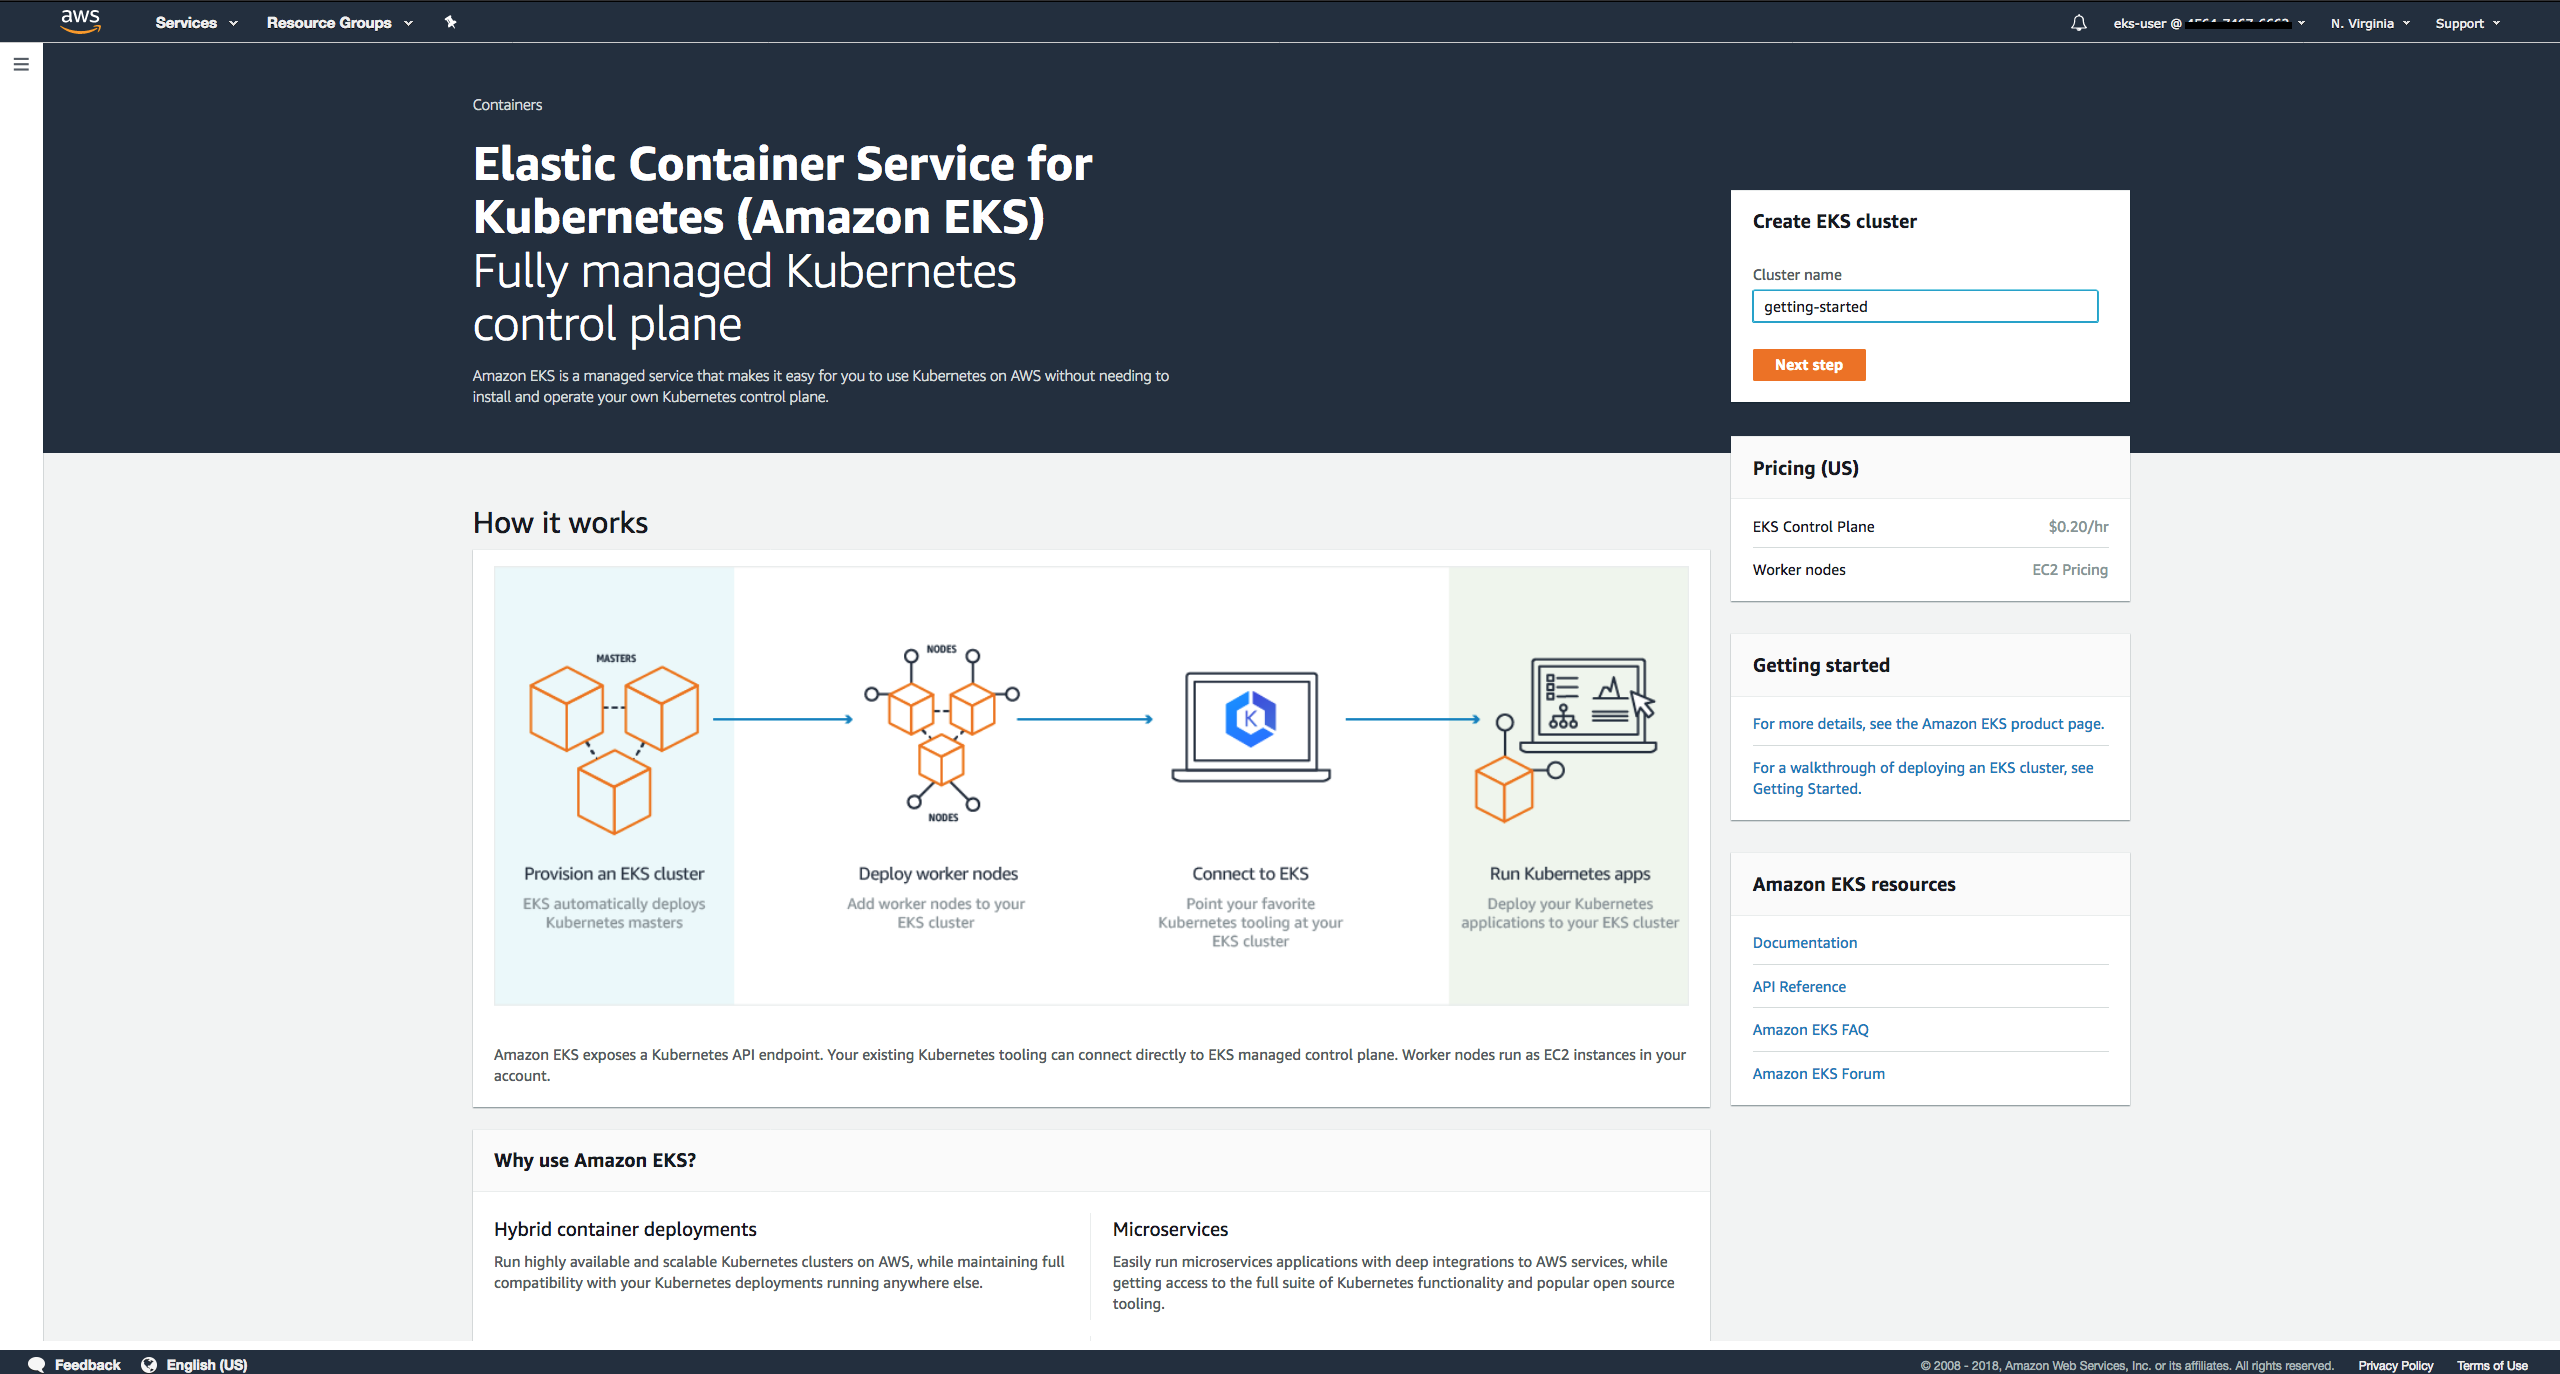 aws
Services
Resource Groups
eks-user @
N. Virginia
Support
Containers
Elastic Container Service for
Kubernetes (Amazon EKS)
Fully managed Kubernetes
control plane
Amazon EKS is a managed service that makes it easy for you to use Kubernetes on AWS without needing to
install and operate your own Kubernetes control plane.
Create EKS cluster
Cluster name
getting-started
Next step
Pricing (US)
EKS Control Plane $0.20/hr
Worker nodes EC2 Pricing
Getting started
For more details, see the Amazon EKS product page.
For a walkthrough of deploying an EKS cluster, see
Getting Started.
Amazon EKS resources
Documentation
API Reference
Amazon EKS FAQ
Amazon EKS Forum
How it works
MASTERS
NODES
NODES
K
Provision an EKS cluster
EKS automatically deploys
Kubernetes masters
Deploy worker nodes
Add worker nodes to your
EKS cluster
Connect to EKS
Point your favorite
Kubernetes tooling at your
EKS cluster
Run Kubernetes apps
Deploy your Kubernetes
applications to your EKS cluster
Amazon EKS exposes a Kubernetes API endpoint. Your existing Kubernetes tooling can connect directly to EKS managed control plane. Worker nodes run as EC2 instances in your
account.
Why use Amazon EKS?
Hybrid container deployments
Run highly available and scalable Kubernetes clusters on AWS, while maintaining full
compatibility with your Kubernetes deployments running anywhere else.
Microservices
Easily run microservices applications with deep integrations to AWS services, while
getting access to the full suite of Kubernetes functionality and popular open source
tooling.
Feedback
English (US)
© 2008 - 2018, Amazon Web Services, Inc. or its affiliates. All rights reserved.
Privacy Policy
Terms of Use